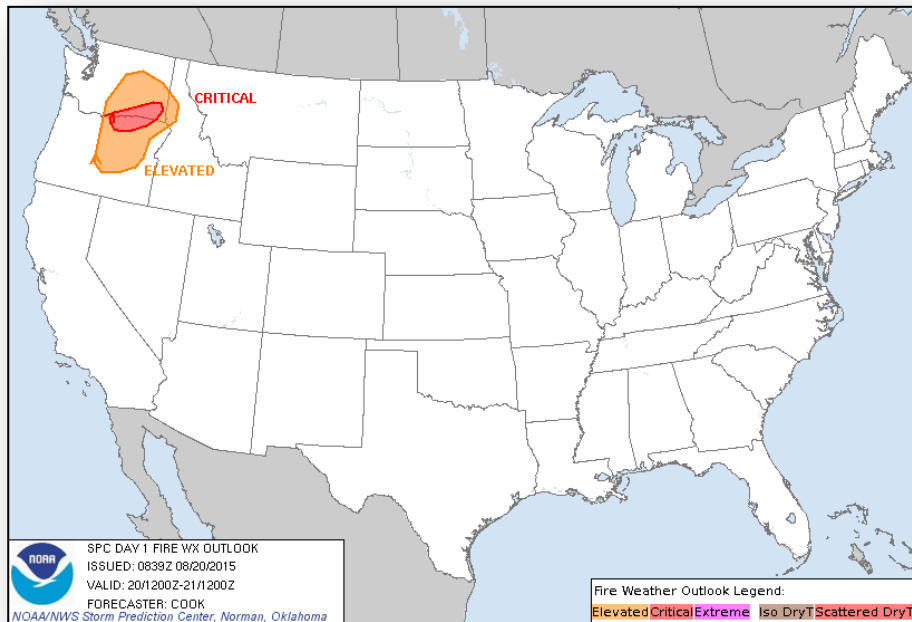 CRITICAL
ELEVATED
NOAA
SPC DAY 1 FIRE WX OUTLOOK
ISSUED: 0839Z 08/20/2015
VALID: 20/1200Z-21/1200Z
FORECASTER: COOK
NOAA/NWS Storm Prediction Center, Norman, Oklahoma
Fire Weather Outlook Legend:
Elevated Critical Extreme Iso DryT Scattered DryT